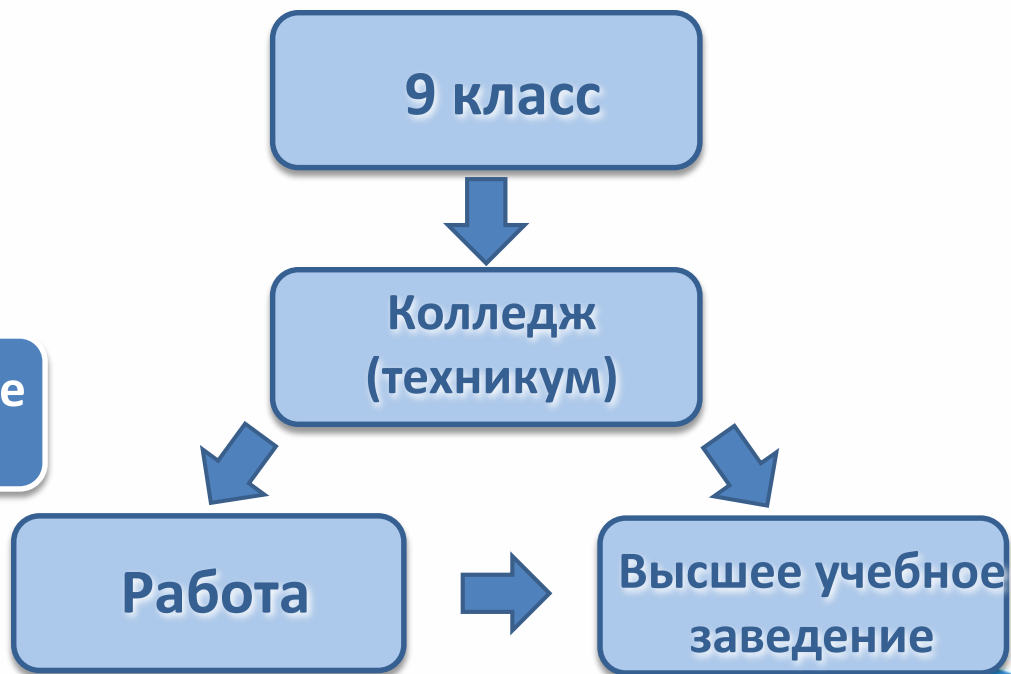 9 класс
Колледж
(техникум)
е
Работа
Высшее учебное
заведение